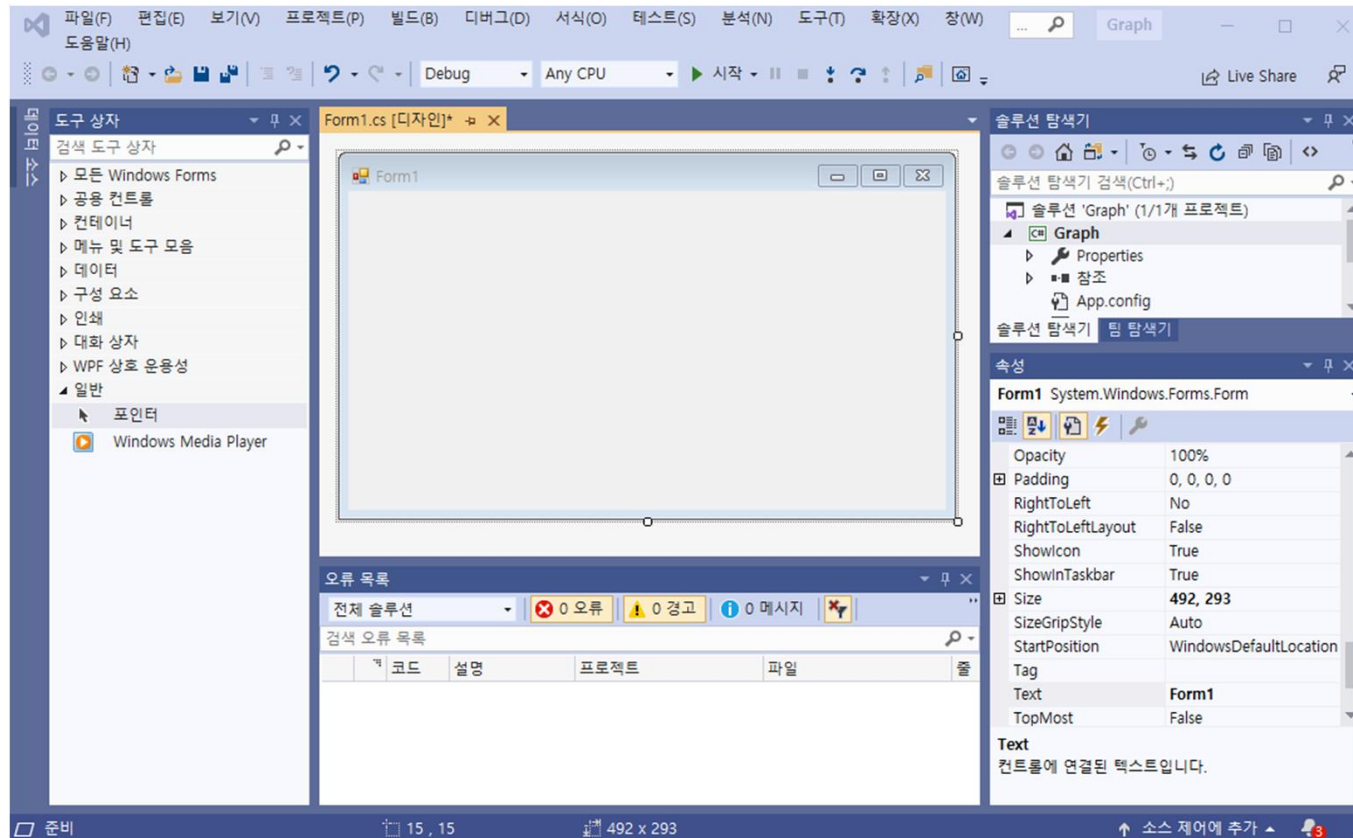 파일(F) 편집(E) 보기(V) 프로젝트(P) 빌드(B) 디버그(D) 서식(O) 테스트(S) 분석(N) 도구(T) 확장(X) 창(W) ... Graph
도움말(H)
Debug Any CPU 시작 Live Share
데이터 소스
도구 상자
검색 도구 상자
모든 Windows Forms
공용 컨트롤
컨테이너
메뉴 및 도구 모음
데이터
구성 요소
인쇄
대화 상자
WPF 상호 운용성
일반
포인터
Windows Media Player
Form1.cs [디자인]*
Form1
오류 목록
전체 솔루션 0 오류 0 경고 0 메시지
검색 오류 목록
코드 설명 프로젝트 파일 줄
솔루션 탐색기
솔루션 탐색기 검색(Ctrl+;)
솔루션 'Graph' (1/1개 프로젝트)
C# Graph
Properties
참조
App.config
솔루션 탐색기 팀 탐색기
속성
Form1 System.Windows.Forms.Form
Opacity 100%
Padding 0, 0, 0, 0
RightToLeft No
RightToLeftLayout False
ShowIcon True
ShowInTaskbar True
Size 492, 293
SizeGripStyle Auto
StartPosition WindowsDefaultLocation
Tag
Text Form1
TopMost False
Text
컨트롤에 연결된 텍스트입니다.
준비 15 , 15 492 x 293 소스 제어에 추가 3